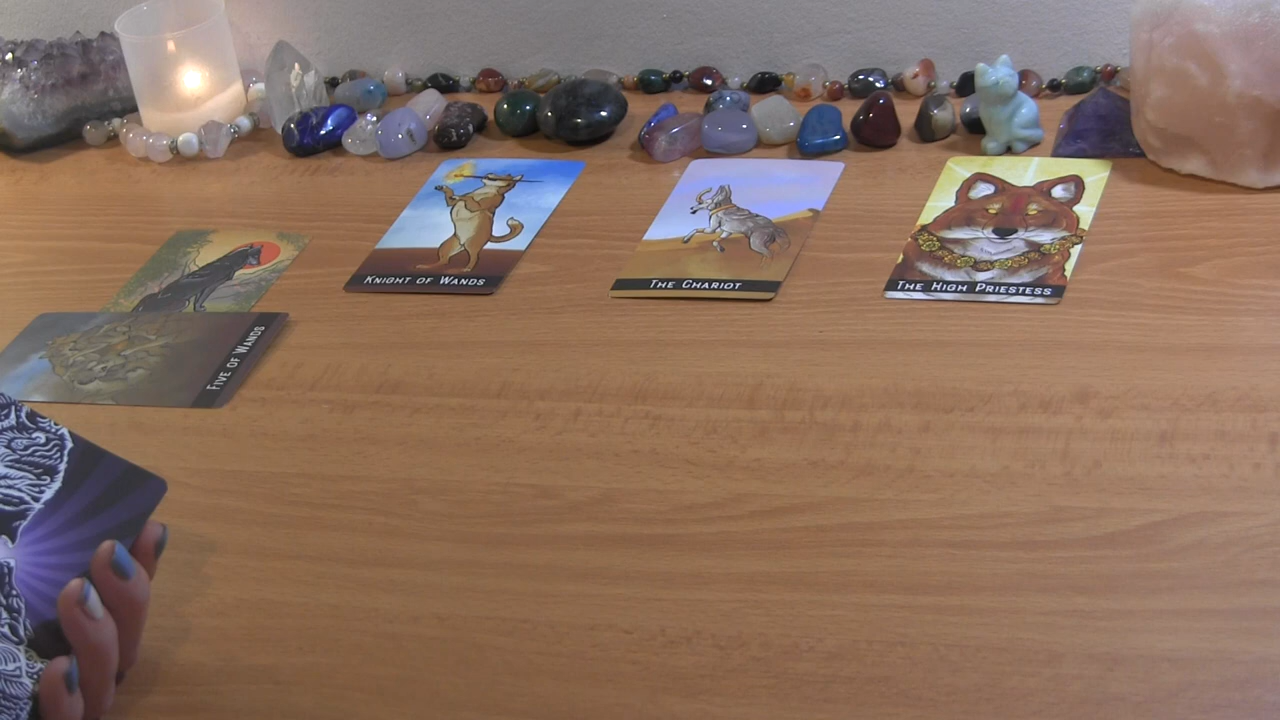 Knight of Wands
The Chariot
The High Priestess
Five of Wands